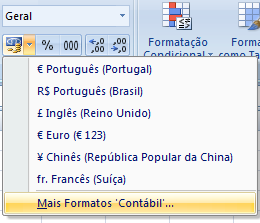 Geral
% 000 ,00 ,00
Formatação
Condicional
Forma
como Ta
€ Português (Portugal)
R$ Português (Brasil)
£ Inglês (Reino Unido)
€ Euro (€ 123)
¥ Chinês (República Popular da China)
fr. Francês (Suíça)
Mais Formatos 'Contábil'...